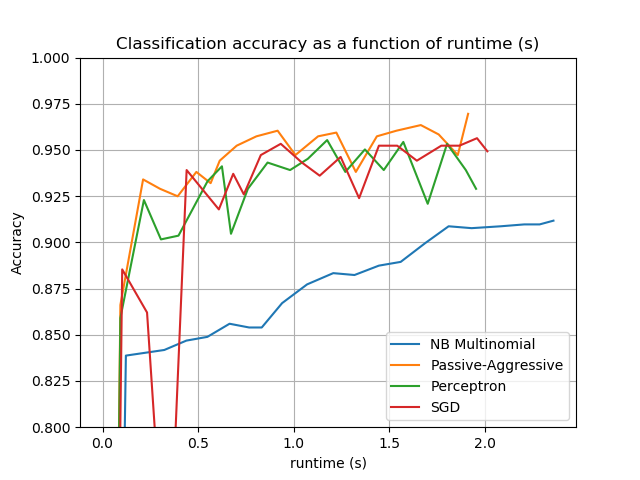 Classification accuracy as a function of runtime (s)
1.000
0.975
0.950
0.925
0.900
0.875
0.850
0.825
0.800
Accuracy
NB Multinomial
Passive-Aggressive
Perceptron
SGD
0.0 0.5 1.0 1.5 2.0
runtime (s)